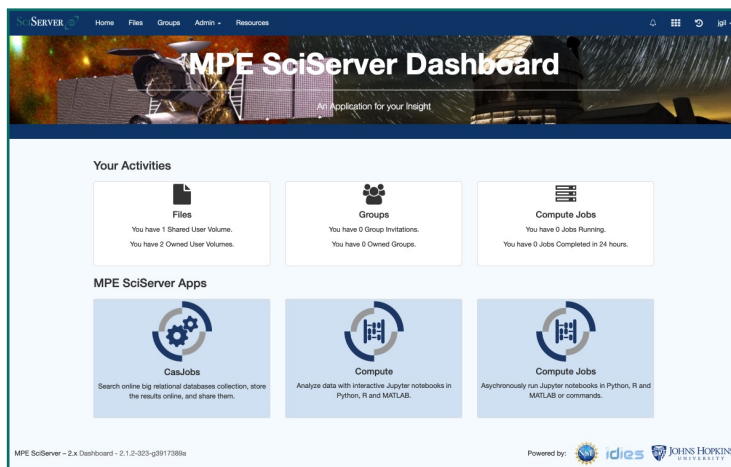 SCISERVER
Home Files Groups Admin Resources jgil
MPE SciServer Dashboard
An Application for your Insight
Your Activities
Files
You have 1 Shared User Volume.
You have 2 Owned User Volumes.
Groups
You have 0 Group Invitations.
You have 0 Owned Groups.
Compute Jobs
You have 0 Jobs Running.
You have 0 Jobs Completed in 24 hours.
MPE SciServer Apps
CasJobs
Search online big relational databases collection, store
the results online, and share them.
Compute
Analyze data with interactive Jupyter notebooks in
Python, R and MATLAB.
Compute Jobs
Asychronously run Jupyter notebooks in Python, R and
MATLAB or commands.
MPE SciServer – 2.x Dashboard - 2.1.2-323-g3917389a
Powered by:
NSF
idies
JOHNS HOPKINS
UNIVERSITY